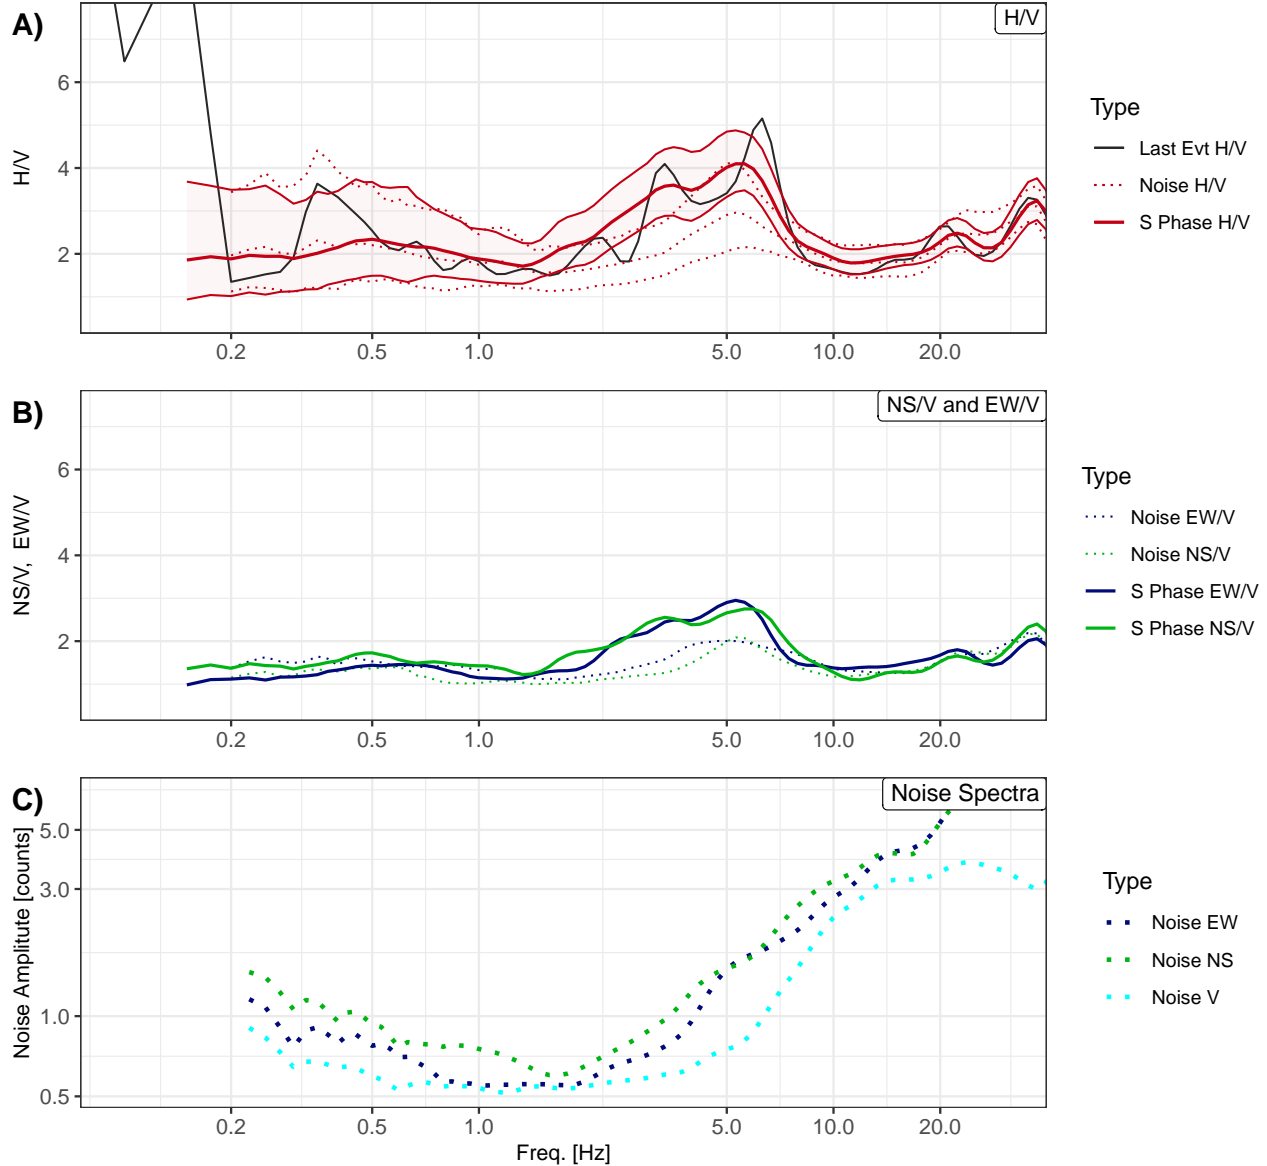 A)
H/V
H/V
6
4
2
0.2 0.5 1.0 5.0 10.0 20.0
Type
Last Evt H/V
Noise H/V
S Phase H/V
B)
NS/V and EW/V
NS/V, EW/V
6
4
2
0.2 0.5 1.0 5.0 10.0 20.0
Type
Noise EW/V
Noise NS/V
S Phase EW/V
S Phase NS/V
C)
Noise Spectra
Noise Amplitude [counts]
5.0
3.0
1.0
0.5
0.2 0.5 1.0 5.0 10.0 20.0
Freq. [Hz]
Type
Noise EW
Noise NS
Noise V